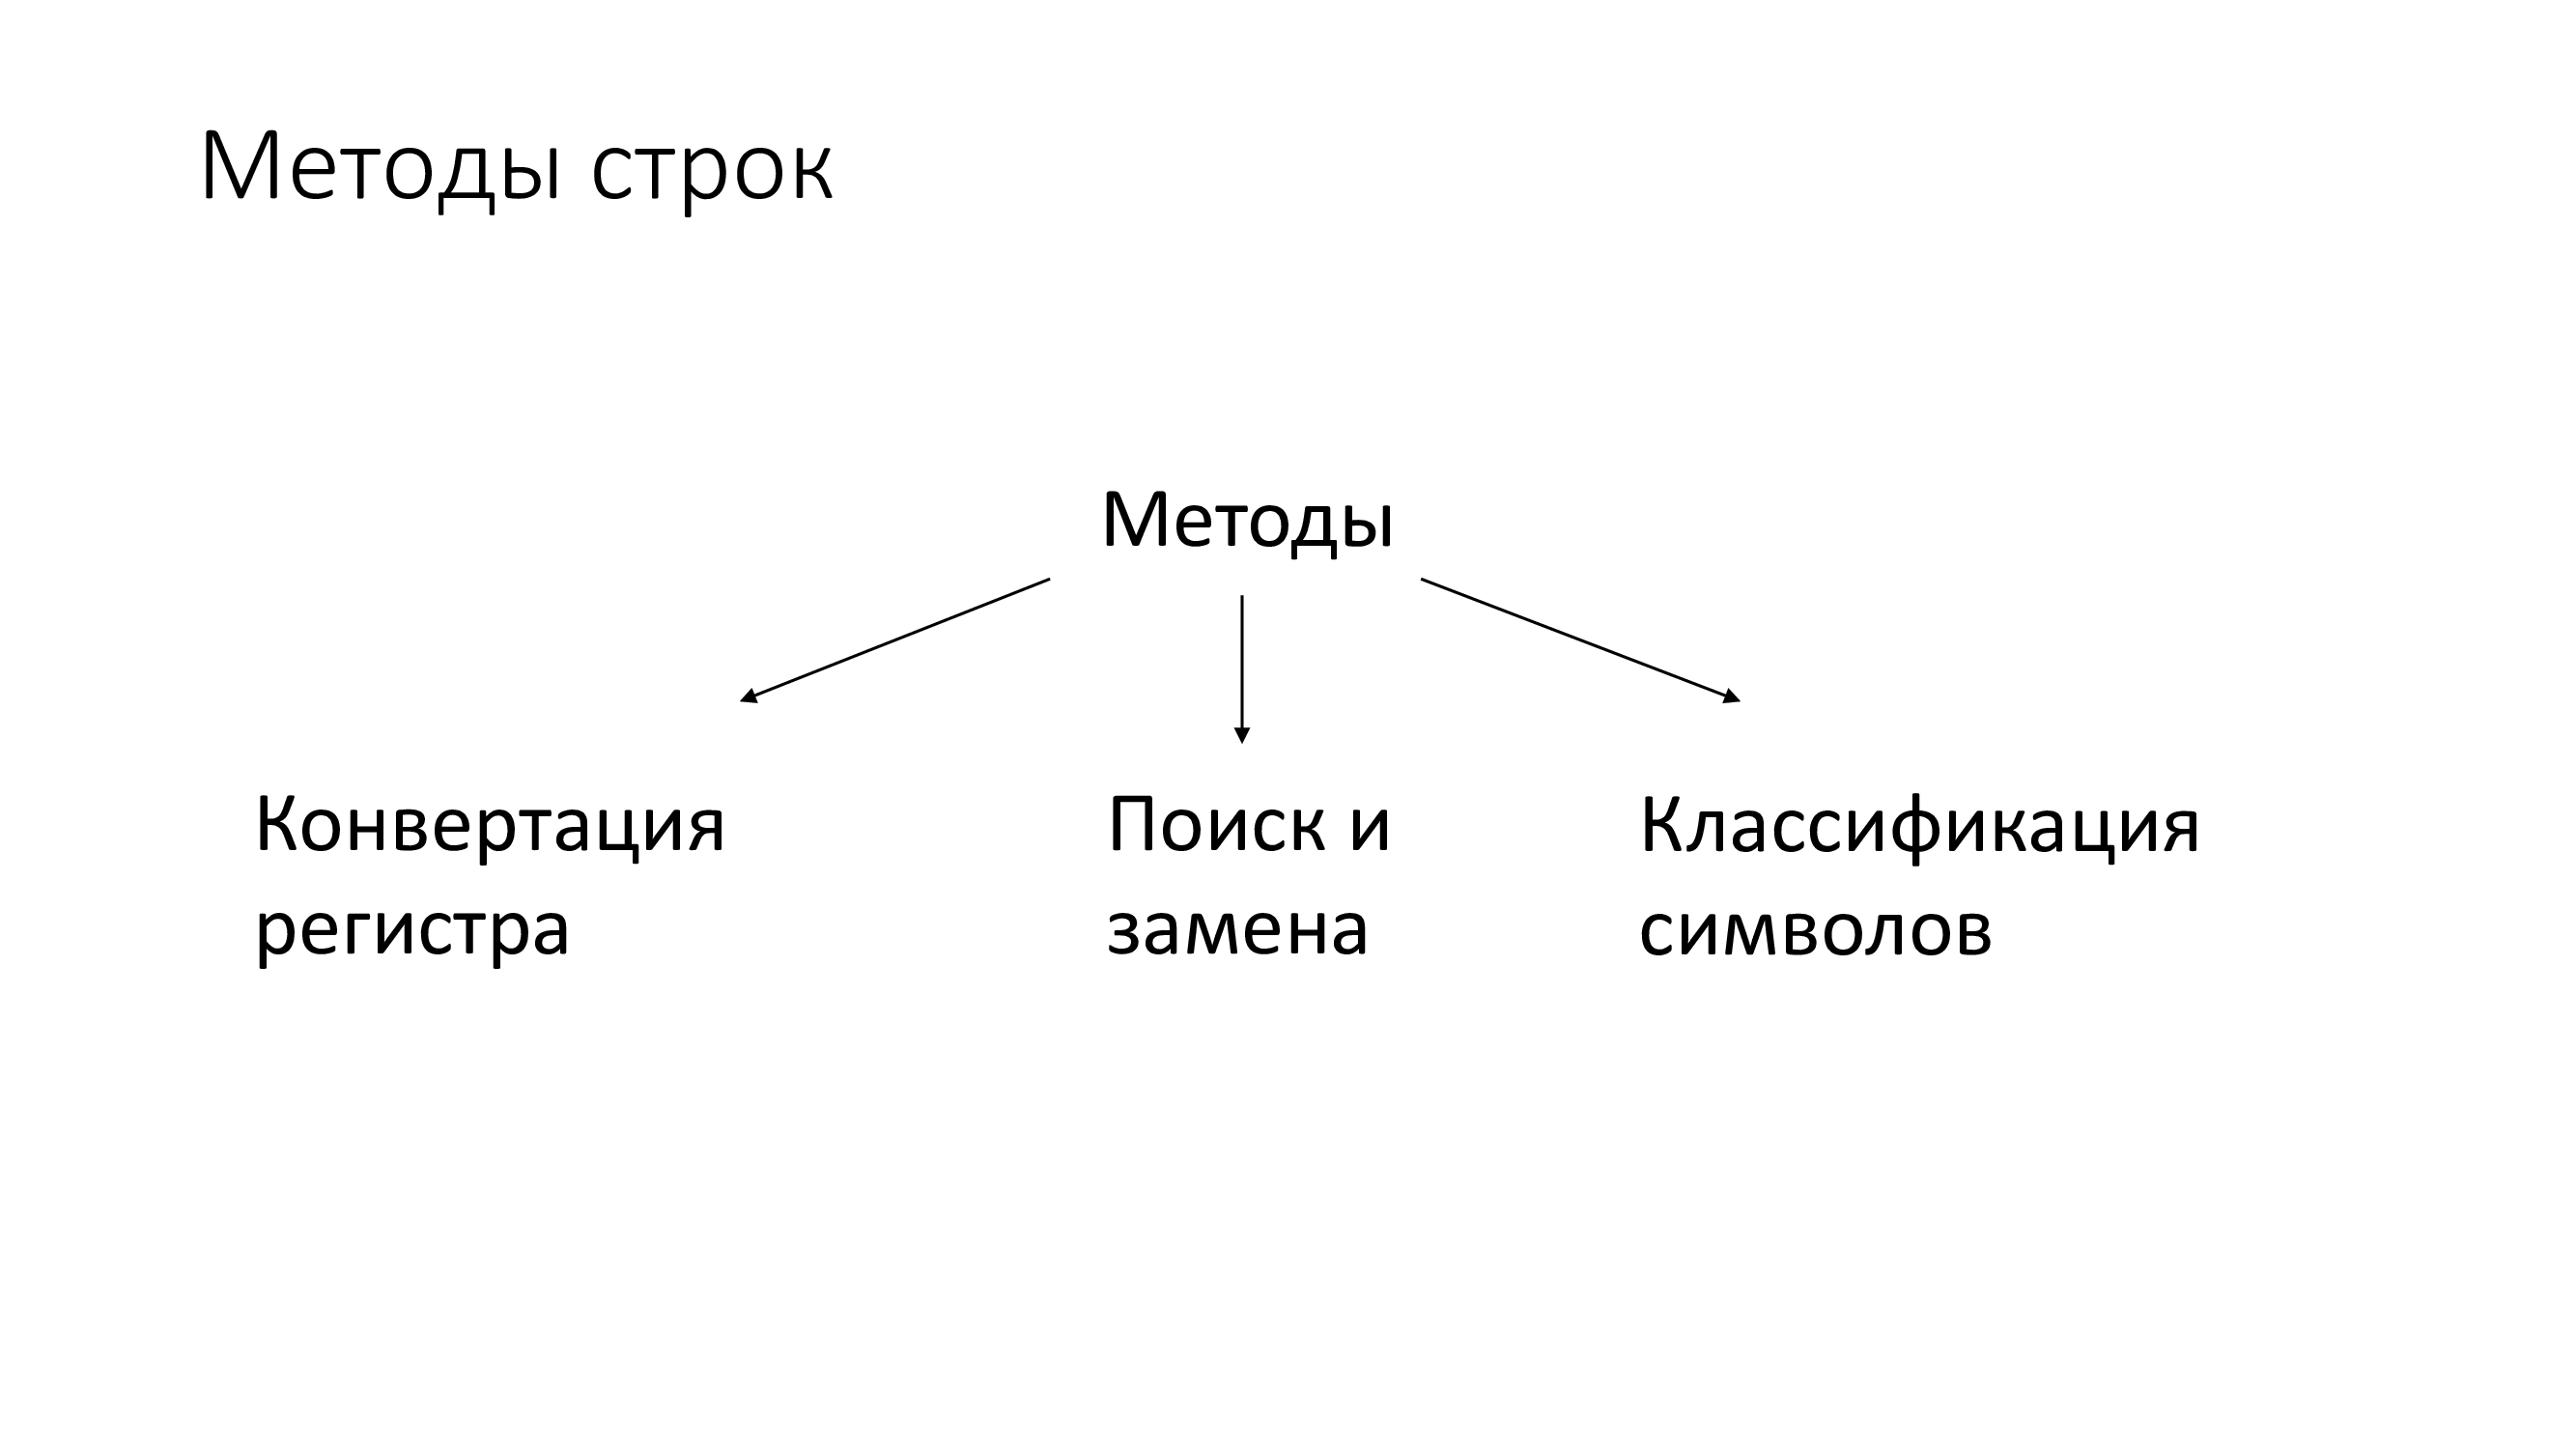 Методы строк
Методы
Конвертация
регистра
Поиск и
замена
Классификация
символов